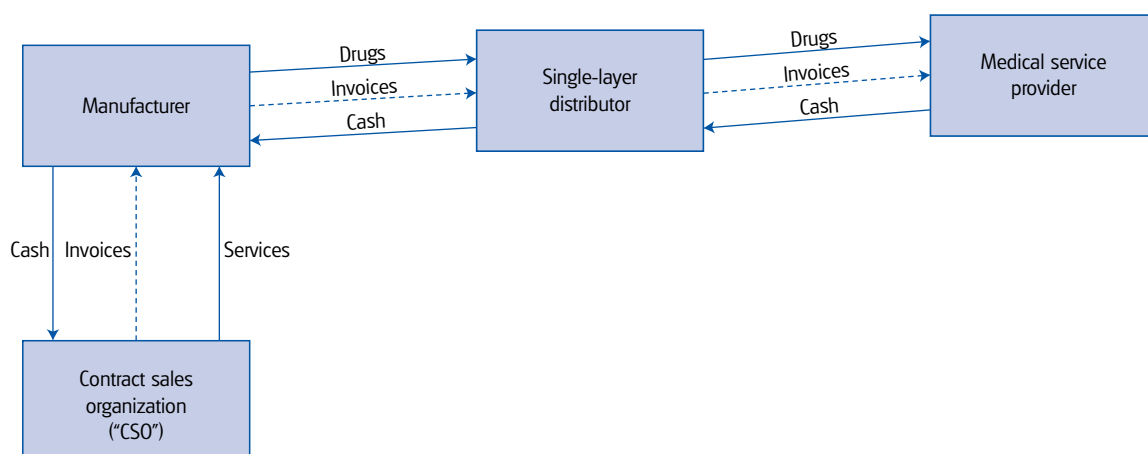 Manufacturer
Drugs
Invoices
Cash
Single-layer
distributor
Drugs
Invoices
Cash
Medical service
provider
Cash
Invoices
Services
Contract sales
organization
(“CSO”)